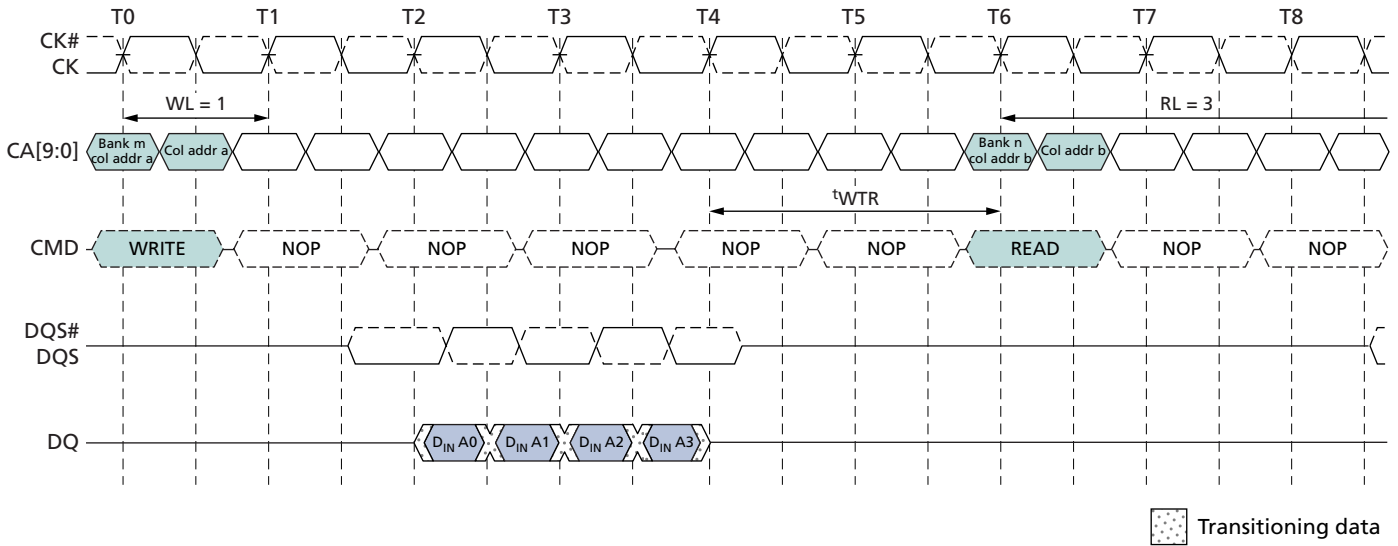 T0 T1 T2 T3 T4 T5 T6 T7 T8
CK#
CK
WL = 1 RL = 3
CA[9:0] Bank m col addr a Col addr a Bank n col addr b Col addr b
tWTR
CMD WRITE NOP NOP NOP NOP NOP READ NOP NOP
DQS#
DQS
DQ DIN A0 DIN A1 DIN A2 DIN A3
Transitioning data